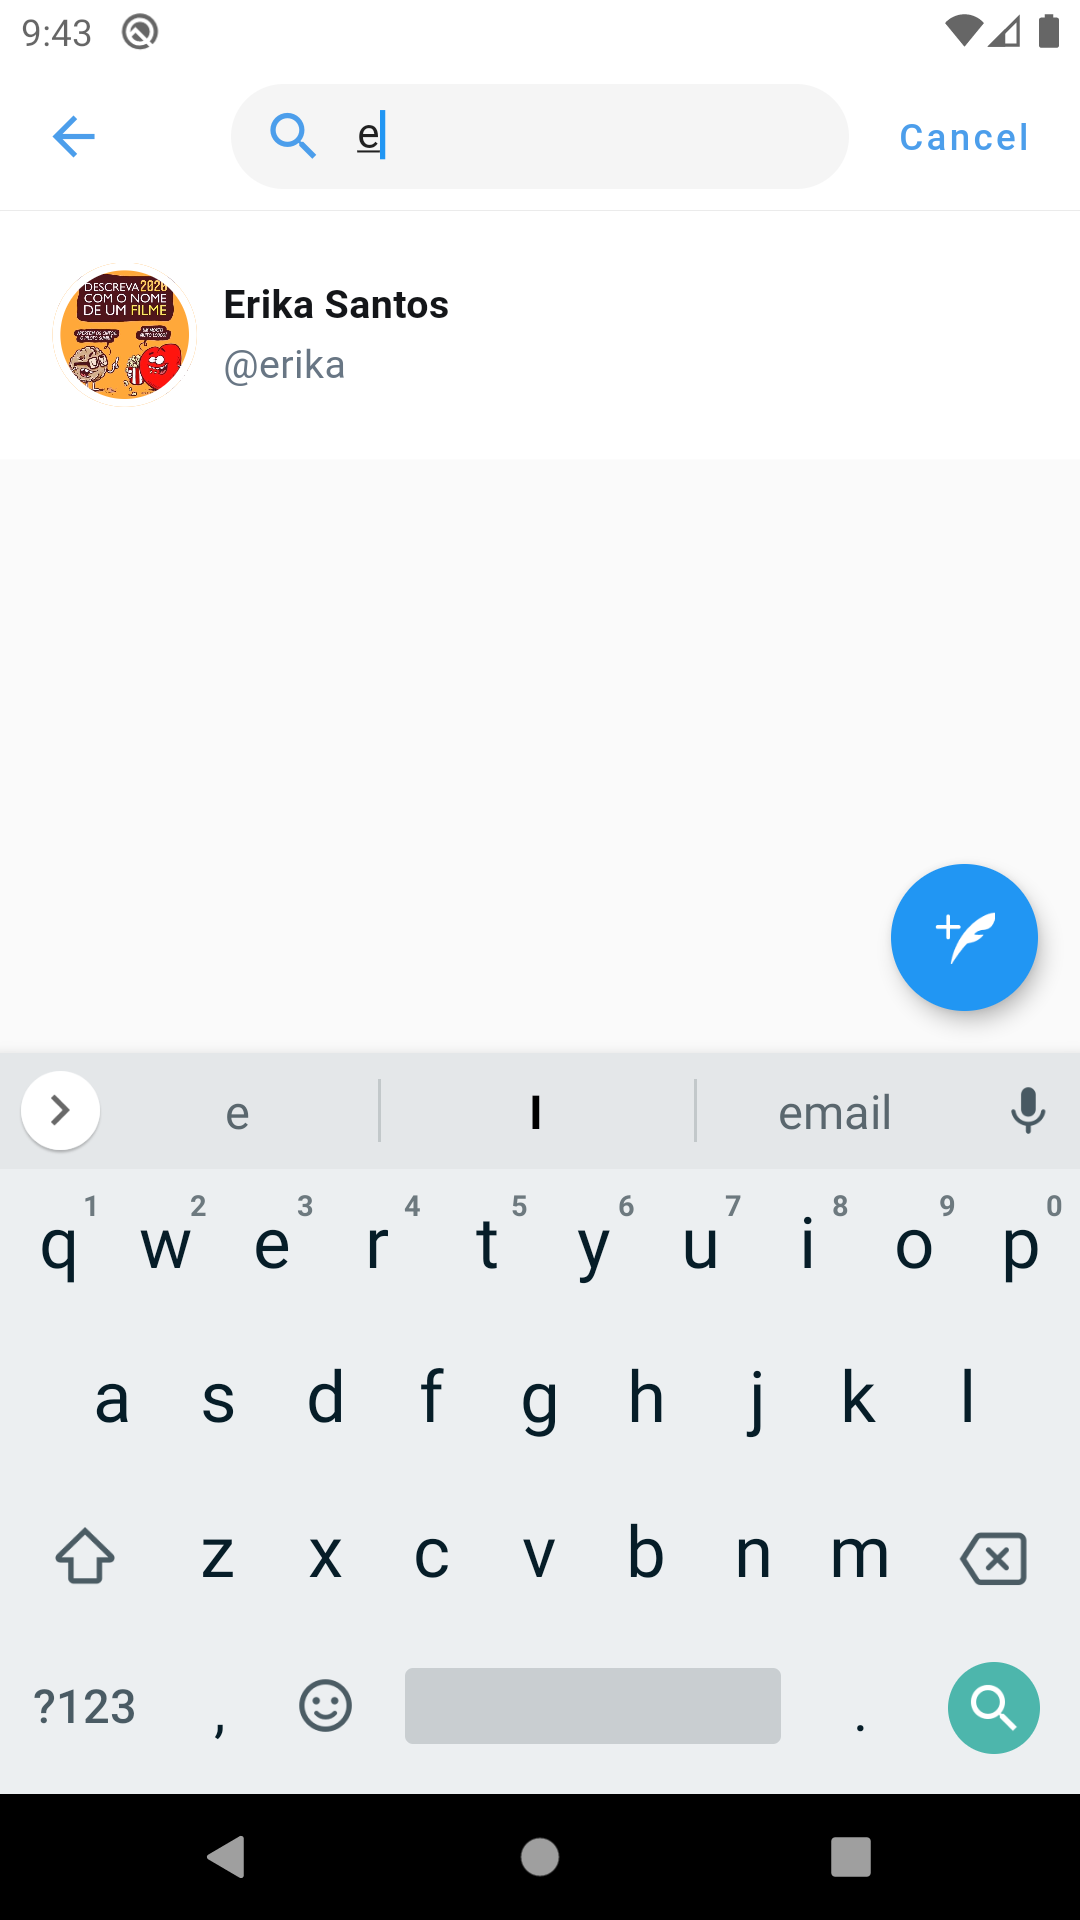 9:43
e
Cancel
DESCREVA 2020
COM O NOME
DE UM FILME
Erika Santos
@erika
e
I
email
1 2 3 4 5 6 7 8 9 0
q w e r t y u i o p
a s d f g h j k l
z x c v b n m
?123 , .